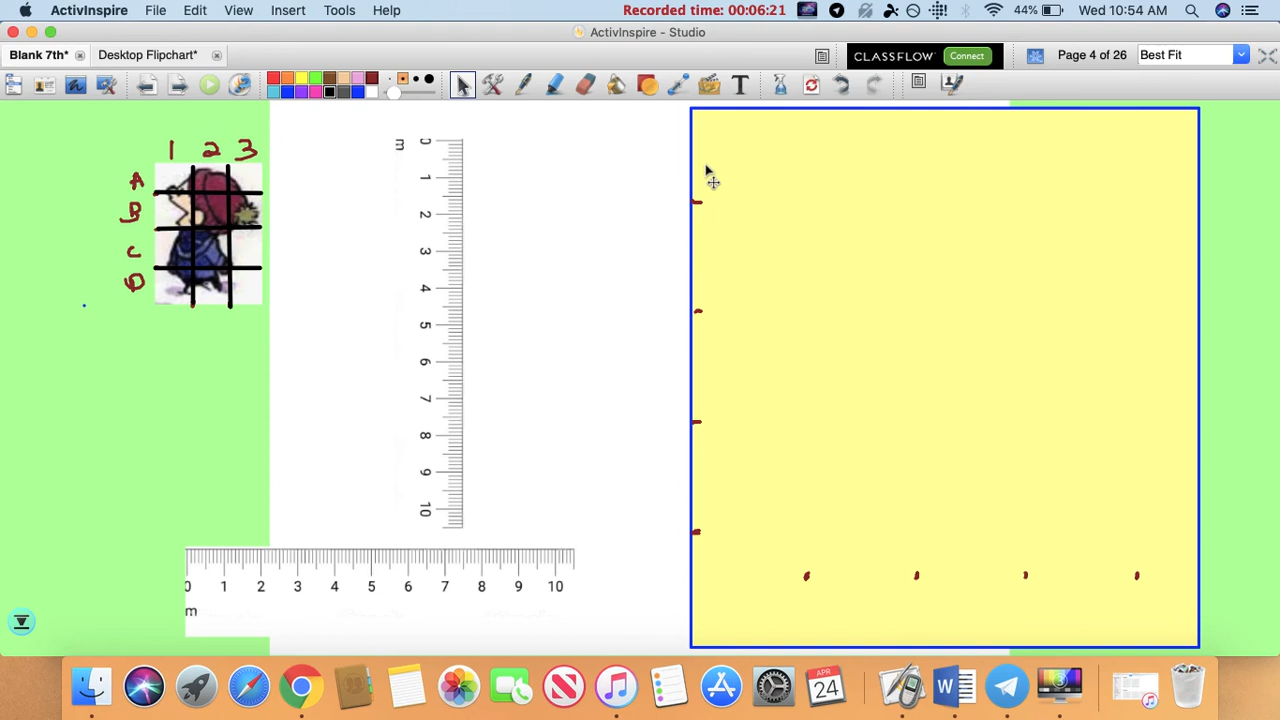 ActivInspire File Edit View Insert Tools Help Recorded time: 00:06:21 44% Wed 10:54 AM
ActivInspire - Studio
Blank 7th* Desktop Flipchart* CLASSFLOW Connect Page 4 of 26 Best Fit
T
1 2 3
A
B
C
D
m
0
1
2
3
4
5
6
7
8
9
10
0 1 2 3 4 5 6 7 8 9 10
m
APR
24
W